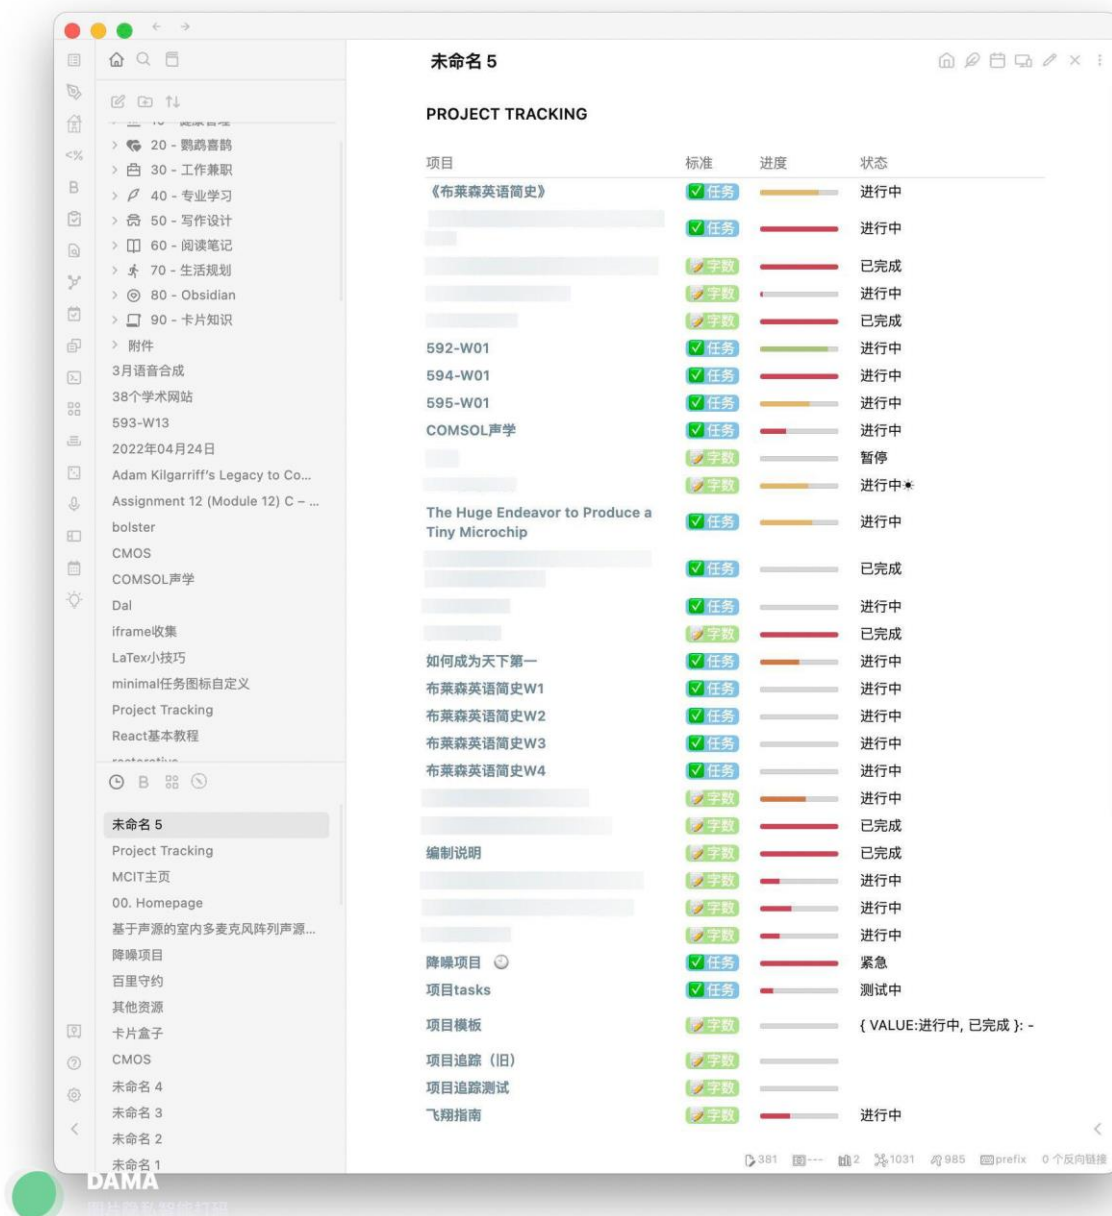 未命名 5
PROJECT TRACKING
20 - 鹦鹉喜鹊
30 - 工作兼职
40 - 专业学习
50 - 写作设计
60 - 阅读笔记
70 - 生活规划
80 - Obsidian
90 - 卡片知识
附件
3月语音合成
38个学术网站
593-W13
2022年04月24日
Adam Kilgarriff's Legacy to Co...
Assignment 12 (Module 12) C – ...
bolster
CMOS
COMSOL声学
Dal
iframe收集
LaTex小技巧
minimal任务图标自定义
Project Tracking
React基本教程
B
未命名 5
Project Tracking
MCIT主页
00. Homepage
基于声源的室内多麦克风阵列声源...
降噪项目
百里守约
其他资源
卡片盒子
CMOS
未命名 4
未命名 3
未命名 2
未命名 1
<%
B
项目 标准 进度 状态
《布莱森英语简史》 任务 进行中
任务 进行中
字数 已完成
字数 进行中
字数 已完成
592-W01 任务 进行中
594-W01 任务 进行中
595-W01 任务 进行中
COMSOL声学 任务 进行中
字数 暂停
字数 进行中☀
The Huge Endeavor to Produce a
Tiny Microchip 任务 进行中
任务 已完成
任务 进行中
字数 已完成
如何成为天下第一 任务 进行中
布莱森英语简史W1 任务 进行中
布莱森英语简史W2 任务 进行中
布莱森英语简史W3 任务 进行中
布莱森英语简史W4 任务 进行中
字数 进行中
字数 已完成
编制说明 字数 已完成
字数 进行中
字数 进行中
字数 进行中
降噪项目 任务 紧急
项目tasks 任务 测试中
项目模板 字数 { VALUE:进行中, 已完成 }: -
项目追踪（旧） 字数
项目追踪测试 字数
飞翔指南 字数 进行中
381 --- 2 1031 985 prefix 0 个反向链接
DAMA